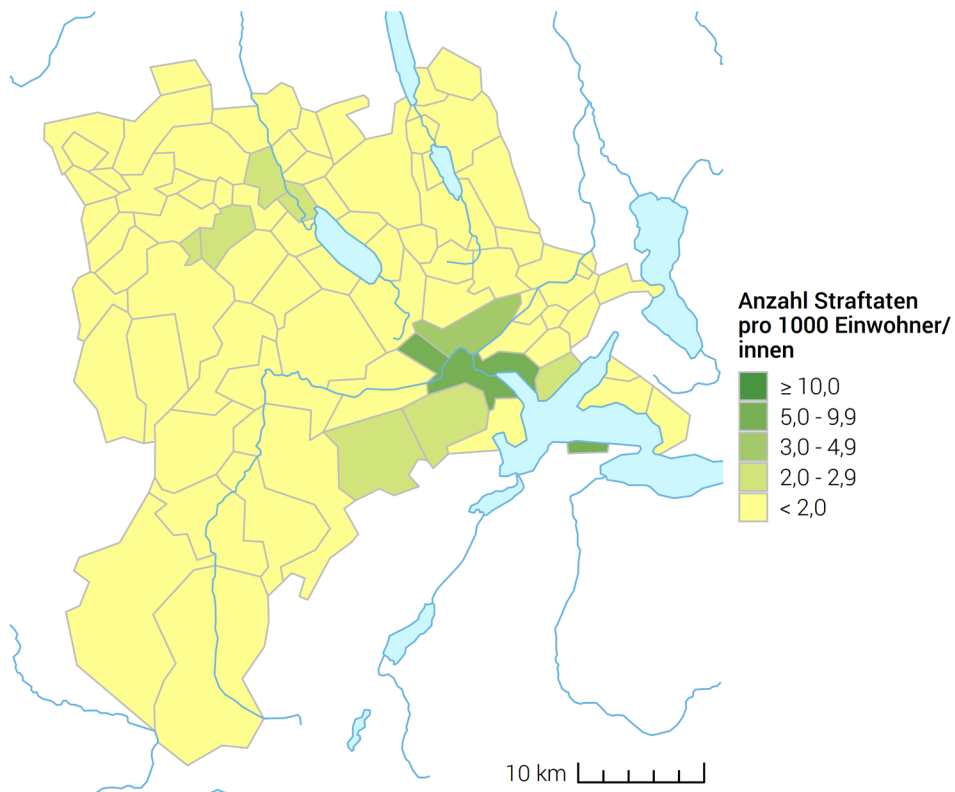 Anzahl Straftaten
pro 1000 Einwohner/
innen
≥ 10,0
5,0 - 9,9
3,0 - 4,9
2,0 - 2,9
< 2,0
10 km